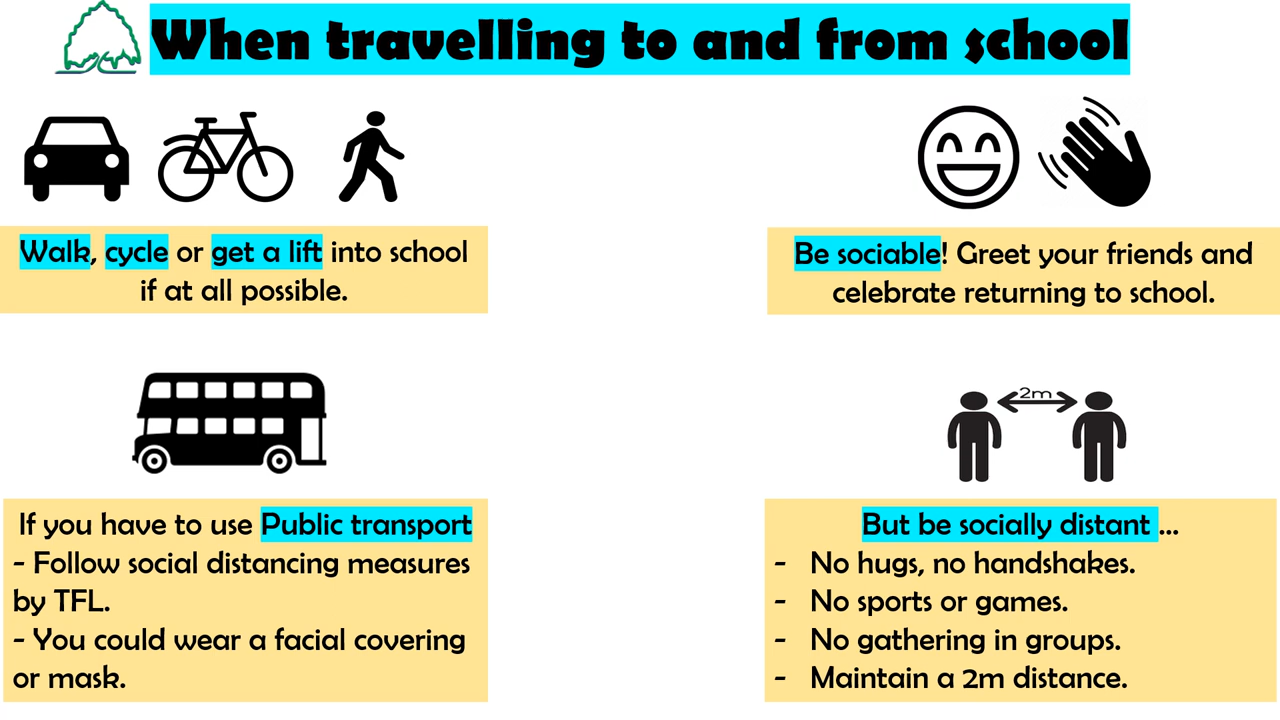 When travelling to and from school
Walk, cycle or get a lift into school
if at all possible.
Be sociable! Greet your friends and
celebrate returning to school.
If you have to use Public transport
- Follow social distancing measures
by TFL.
- You could wear a facial covering
or mask.
2m
But be socially distant ...
- No hugs, no handshakes.
- No sports or games.
- No gathering in groups.
- Maintain a 2m distance.